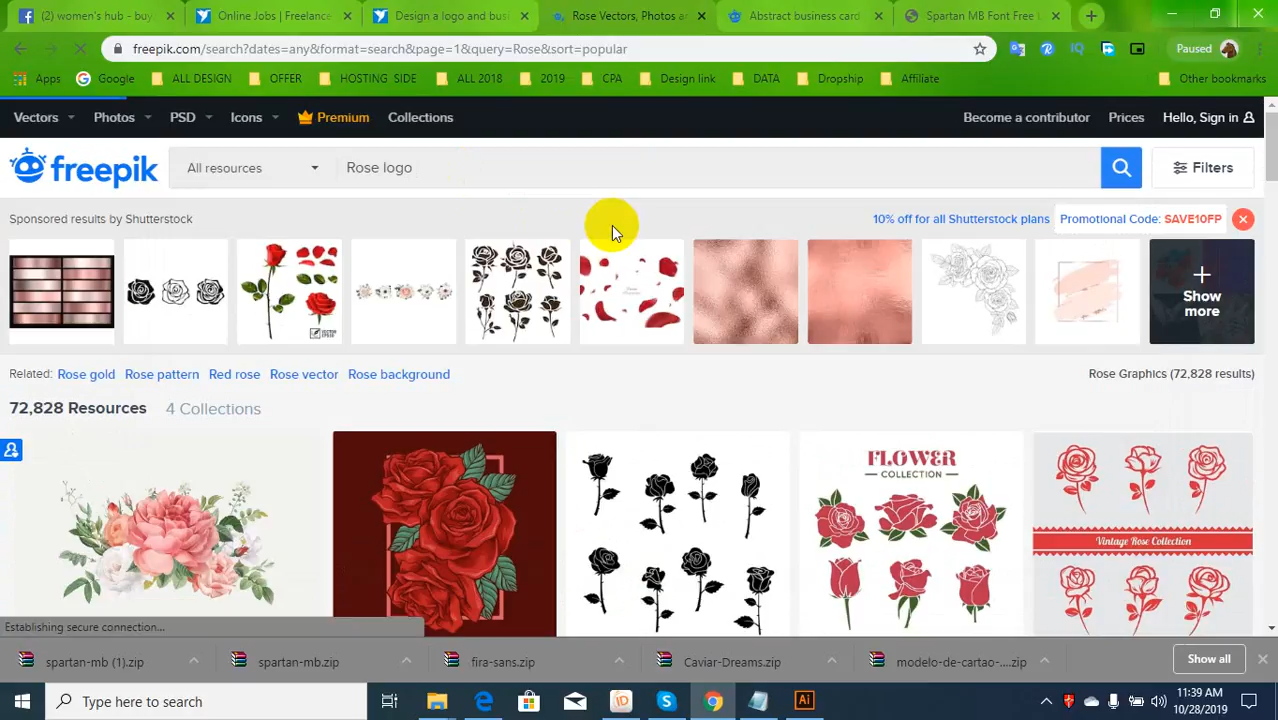 (2) women's hub - buy
Online Jobs | Freelance
Design a logo and busi
Rose Vectors, Photos an
Abstract business card
Spartan MB Font Free
freepik.com/search?dates=any&format=search&page=1&query=Rose&sort=popular
Paused
Apps
Google
ALL DESIGN
OFFER
HOSTING SIDE
ALL 2018
2019
CPA
Design link
DATA
Dropship
Affiliate
Other bookmarks
Vectors
Photos
PSD
Icons
Premium
Collections
Become a contributor
Prices
Hello, Sign in
freepik
All resources
Rose logo
Filters
Sponsored results by Shutterstock
10% off for all Shutterstock plans
Promotional Code: SAVE10FP
Show more
Related: Rose gold Rose pattern Red rose Rose vector Rose background
Rose Graphics (72,828 results)
72,828 Resources
4 Collections
FLOWER
COLLECTION
Vintage Rose Collection
Establishing secure connection...
spartan-mb (1).zip
spartan-mb.zip
fira-sans.zip
Caviar-Dreams.zip
modelo-de-cartao-....zip
Show all
Type here to search
iD
Ai
11:39 AM
10/28/2019